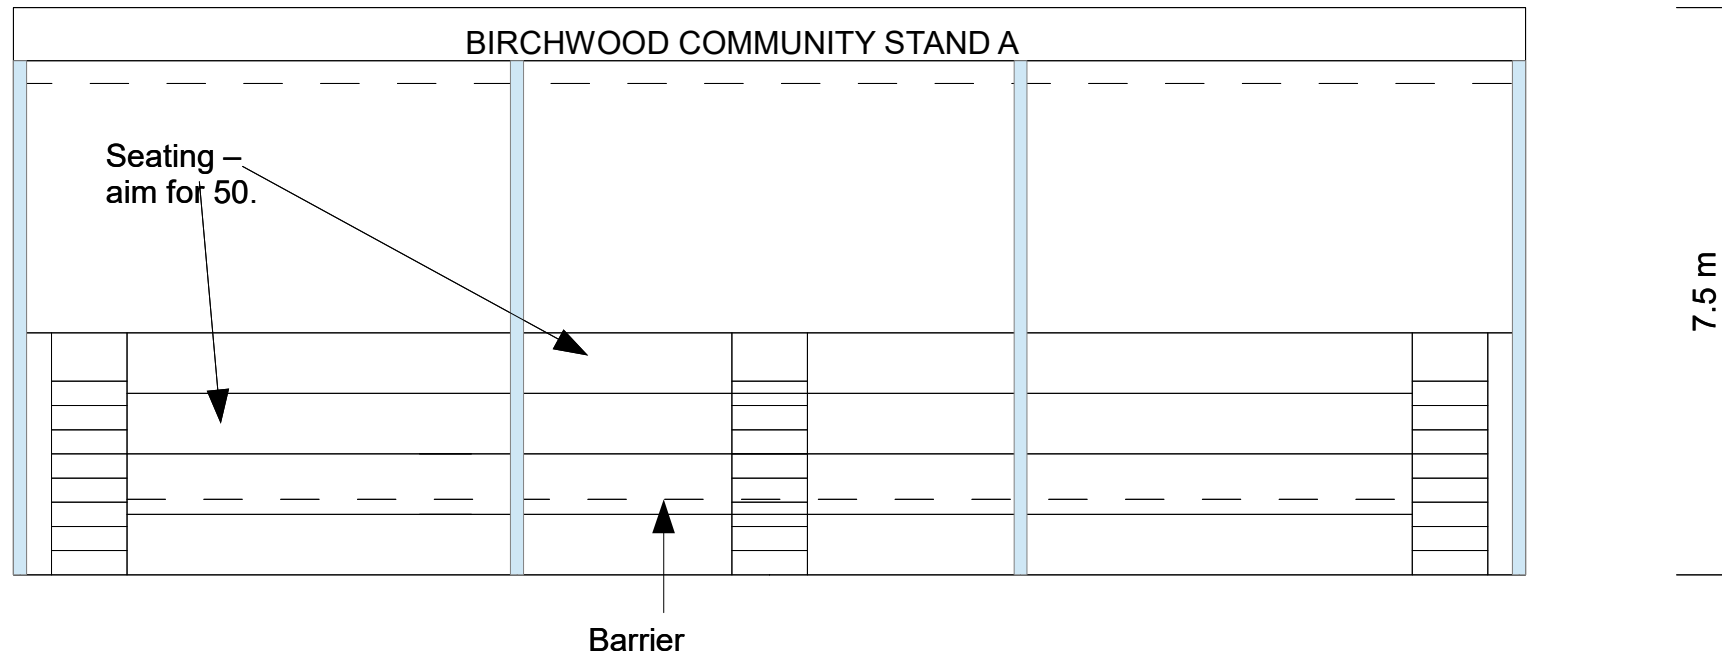 BIRCHWOOD COMMUNITY STAND A
Seating –
aim for 50.
7.5 m
Barrier